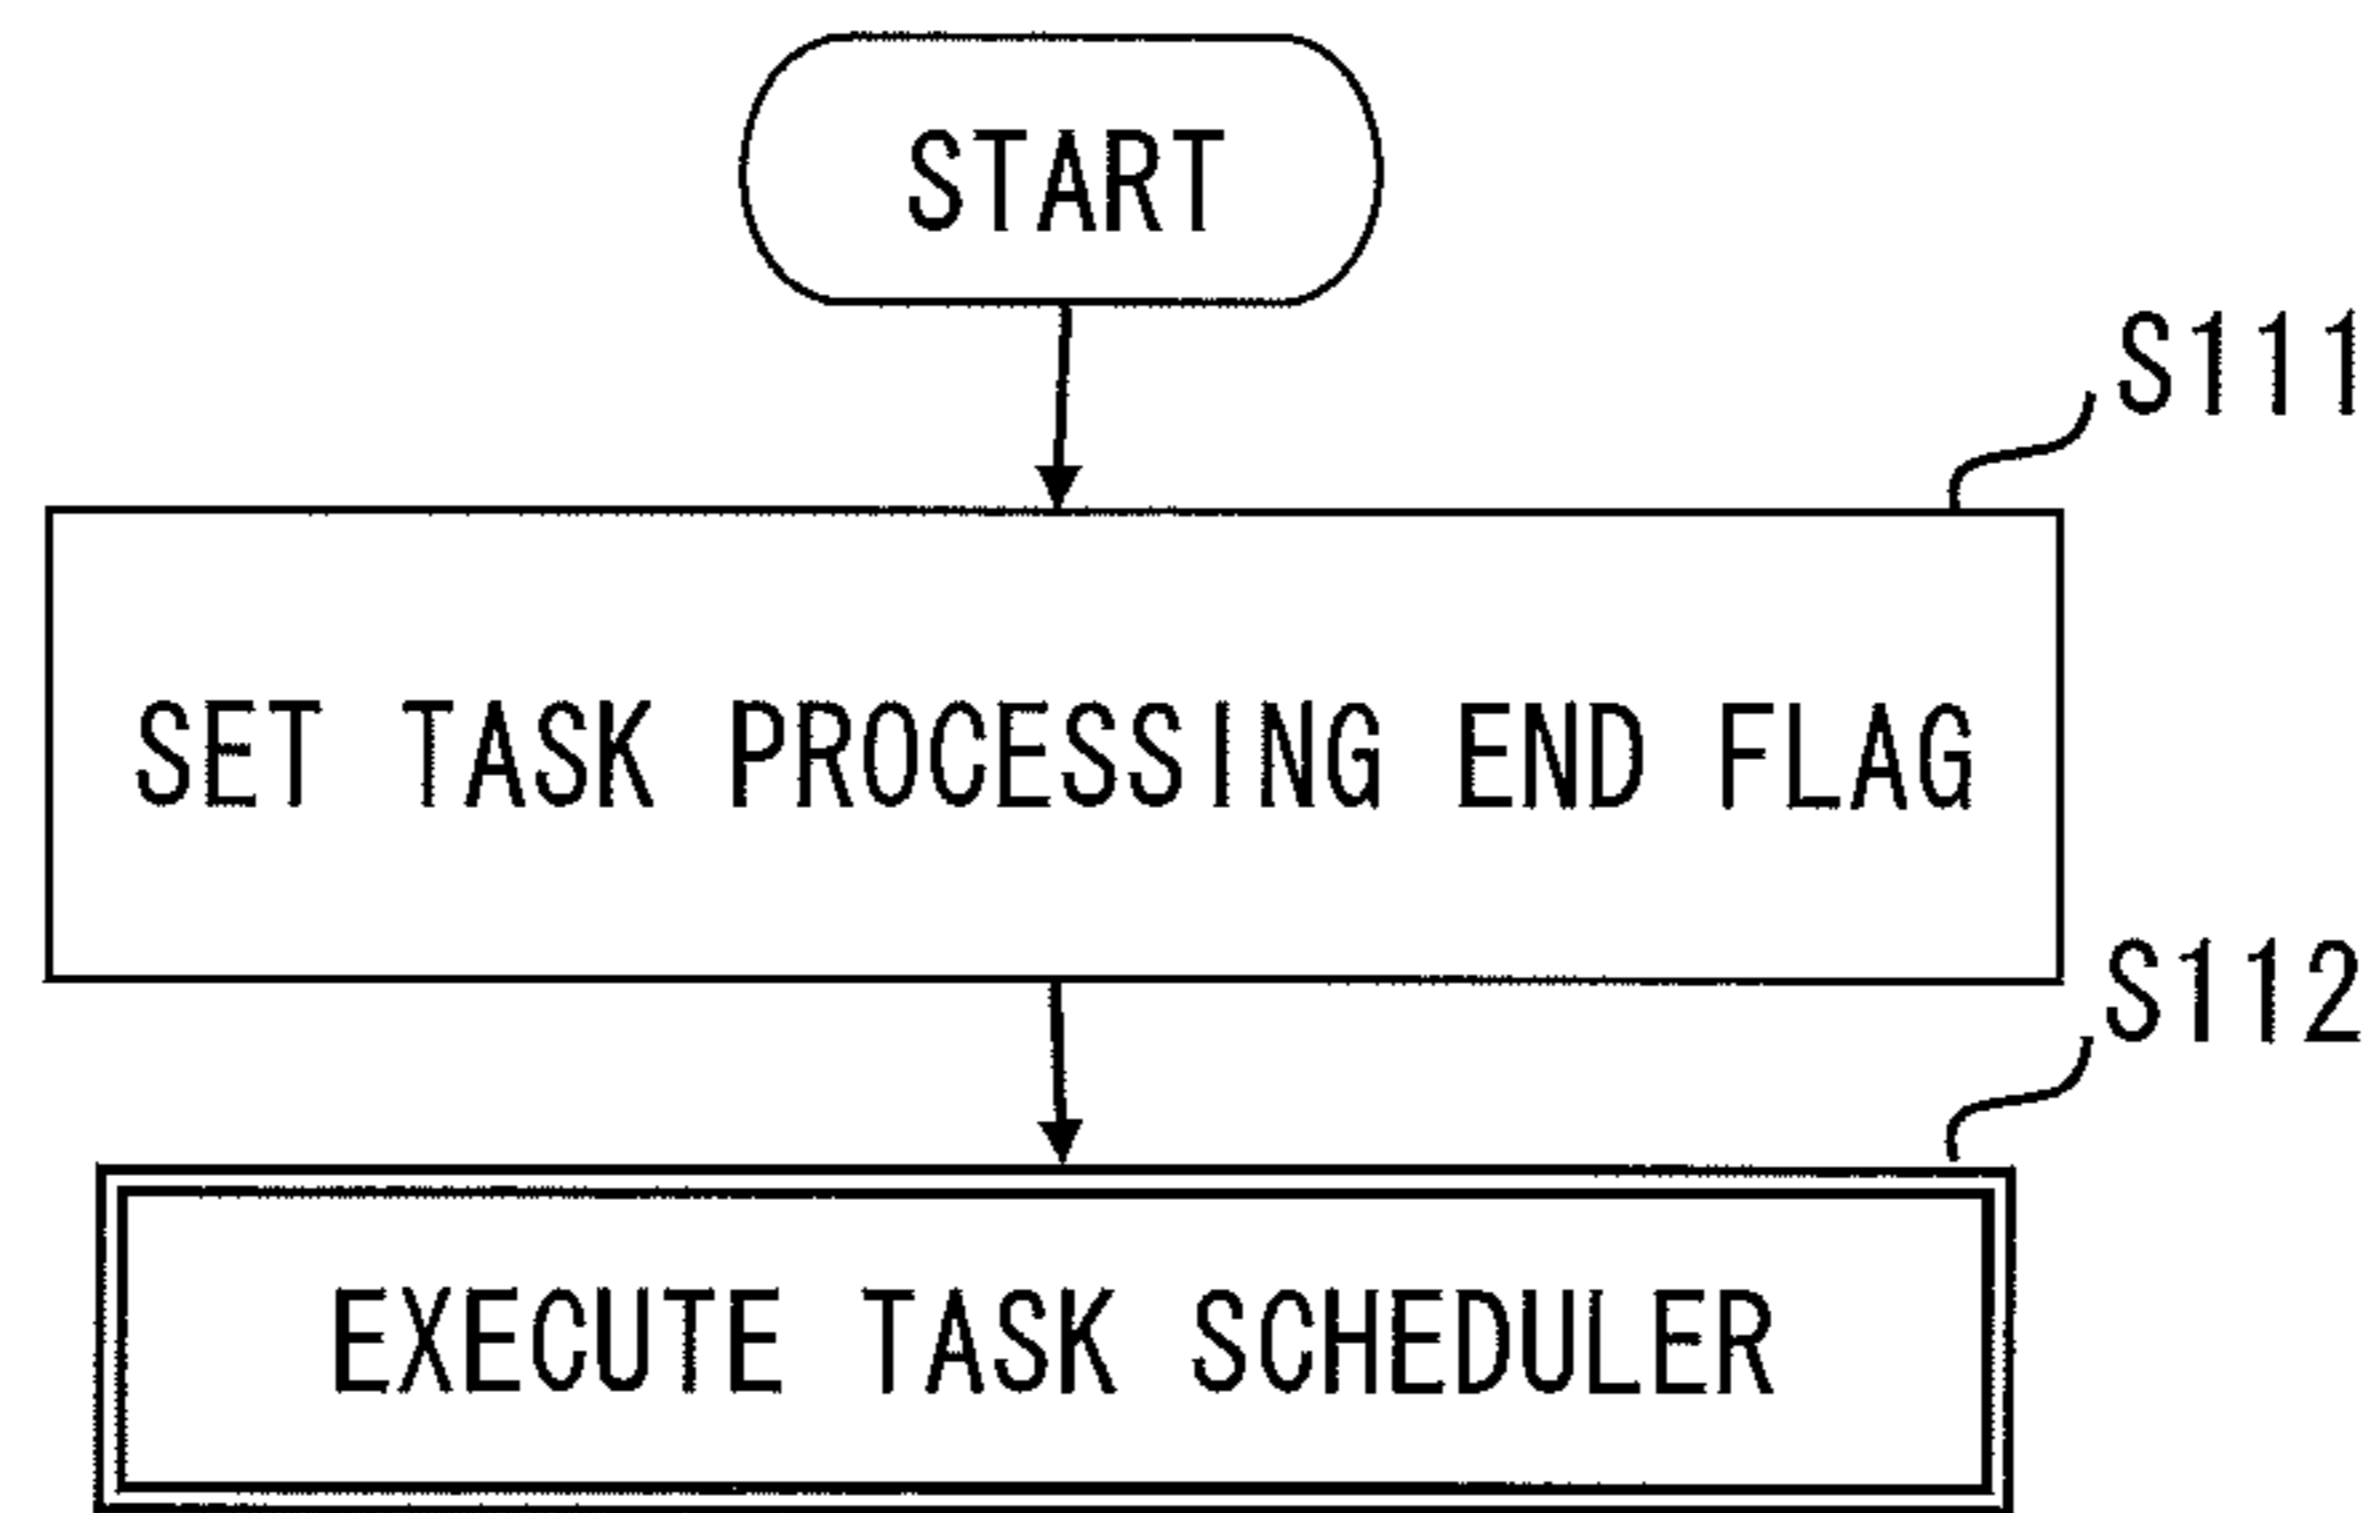 START
S111
SET TASK PROCESSING END FLAG
S112
EXECUTE TASK SCHEDULER